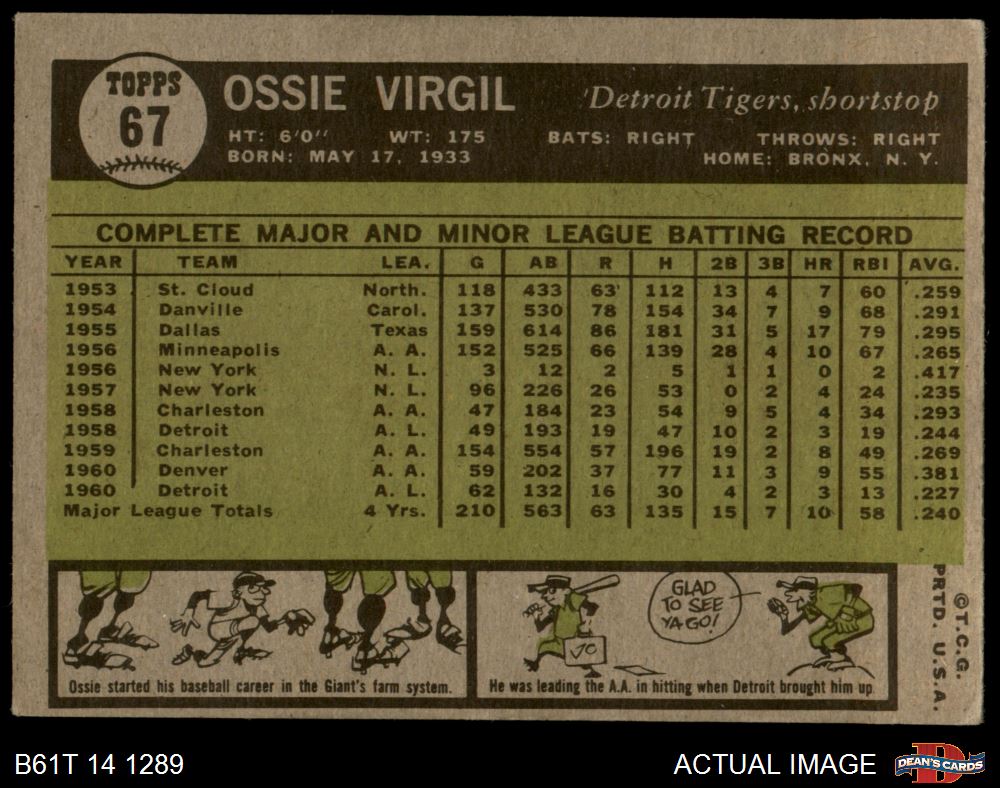 TOPPS
67
OSSIE VIRGIL
Detroit Tigers, shortstop
HT: 6'0" WT: 175 BATS: RIGHT THROWS: RIGHT
BORN: MAY 17, 1933 HOME: BRONX, N. Y.
COMPLETE MAJOR AND MINOR LEAGUE BATTING RECORD
YEAR TEAM LEA. G AB R H 2B 3B HR RBI AVG.
1953 St. Cloud North. 118 433 63 112 13 4 7 60 .259
1954 Danville Carol. 137 530 78 154 34 7 9 68 .291
1955 Dallas Texas 159 614 86 181 31 5 17 79 .295
1956 Minneapolis A. A. 152 525 66 139 28 4 10 67 .265
1956 New York N. L. 3 12 2 5 1 1 0 2 .417
1957 New York N. L. 96 226 26 53 0 2 4 24 .235
1958 Charleston A. A. 47 184 23 54 9 5 4 34 .293
1958 Detroit A. L. 49 193 19 47 10 2 3 19 .244
1959 Charleston A. A. 154 554 57 196 19 2 8 49 .269
1960 Denver A. A. 59 202 37 77 11 3 9 55 .381
1960 Detroit A. L. 62 132 16 30 4 2 3 13 .227
Major League Totals 4 Yrs. 210 563 63 135 15 7 10 58 .240
GLAD
TO SEE
YA GO!
VO
Ossie started his baseball career in the Giant's farm system.
He was leading the A.A. in hitting when Detroit brought him up.
© T.C.G.
PRTD. U.S.A.
B61T 14 1289
ACTUAL IMAGE
D
DEAN'S CARDS